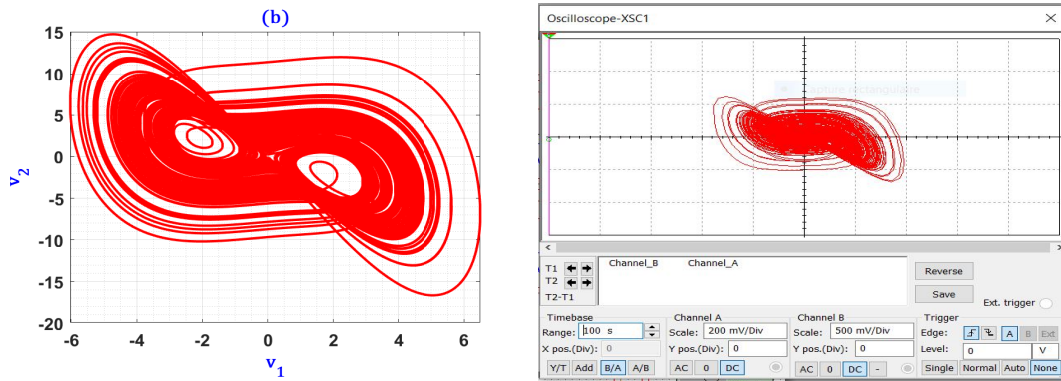 (b)
15
10
5
0
-5
-10
-15
-20
v2
-6
-4
-2
0
2
4
6
v1
Oscilloscope-XSC1
capture rectangulaire
T1
T2
T2-T1
Channel_B Channel_A
Reverse
Save
Ext. trigger
Timebase
Range: 100 s
X pos.(Div): 0
Y/T Add B/A A/B
Channel A
Scale: 200 mV/Div
Y pos.(Div): 0
AC 0 DC
Channel B
Scale: 500 mV/Div
Y pos.(Div): 0
AC 0 DC -
Trigger
Edge: A B Ext
Level: 0 V
Single Normal Auto None